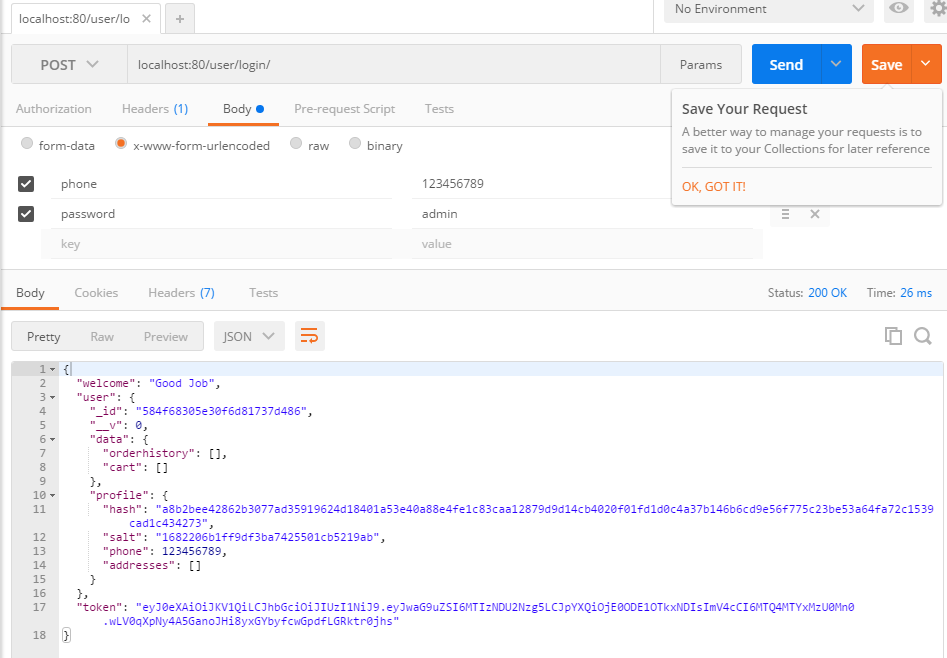 localhost:80/user/lo
No Environment
POST
localhost:80/user/login/
Params
Send
Save
Authorization Headers (1) Body Pre-request Script Tests
Save Your Request
A better way to manage your requests is to
save it to your Collections for later reference
OK, GOT IT!
form-data x-www-form-urlencoded raw binary
phone 123456789
password admin
key value
Body Cookies Headers (7) Tests Status: 200 OK Time: 26 ms
Pretty Raw Preview JSON
1 {
2 "welcome": "Good Job",
3 "user": {
4 "_id": "584f68305e30f6d81737d486",
5 "__v": 0,
6 "data": {
7 "orderhistory": [],
8 "cart": []
9 },
10 "profile": {
11 "hash": "a8b2bee42862b3077ad35919624d18401a53e40a88e4fe1c83caa12879d9d14cb4020f01fd1d0c4a37b146b6cd9e56f775c23be53a64fa72c1539
cad1c434273",
12 "salt": "1682206b1ff9df3ba7425501cb5219ab",
13 "phone": 123456789,
14 "addresses": []
15 }
16 },
17 "token": "eyJ0eXAiOiJKV1QiLCJhbGciOiJIUzI1NiJ9.eyJwaG9uZSI6MTIzNDU2Nzg5LCJpYXQiOjE0ODE1OTkxNDIsImV4cCI6MTQ4MTYxMzU0Mn0
.wLV0qXpNy4A5GanoJHi8yxGYbyfcwGpdfLGRktr0jhs"
18 }